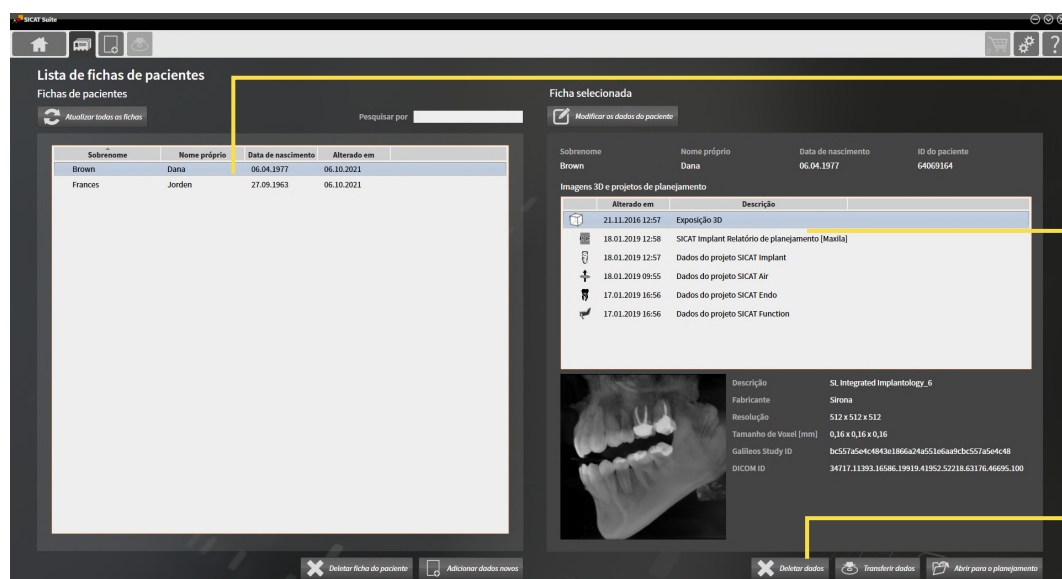 SICAT Suite
Lista de fichas de pacientes
Fichas de pacientes
Atualizar todas as fichas
Pesquisar por
Sobrenome Nome próprio Data de nascimento Alterado em
Brown Dana 06.04.1977 06.10.2021
Frances Jorden 27.09.1963 06.10.2021
Deletar ficha do paciente
Adicionar dados novos
Ficha selecionada
Modificar os dados do paciente
Sobrenome Nome próprio Data de nascimento ID do paciente
Brown Dana 06.04.1977 64069164
Imagens 3D e projetos de planejamento
Alterado em Descrição
21.11.2016 12:57 Exposição 3D
18.01.2019 12:58 SICAT Implant Relatório de planejamento [Maxila]
18.01.2019 12:57 Dados do projeto SICAT Implant
18.01.2019 09:55 Dados do projeto SICAT Air
17.01.2019 16:56 Dados do projeto SICAT Endo
17.01.2019 16:56 Dados do projeto SICAT Function
Descrição SL Integrated Implantology_6
Fabricante Sirona
Resolução 512 x 512 x 512
Tamanho de Voxel [mm] 0,16 x 0,16 x 0,16
Galileos Study ID bc557a5e4c4843e1866a24a551e6aa9cbc557a5e4c48
DICOM ID 34717.11393.16586.19919.41952.52218.63176.46695.100
Deletar dados
Transferir dados
Abrir para o planejamento